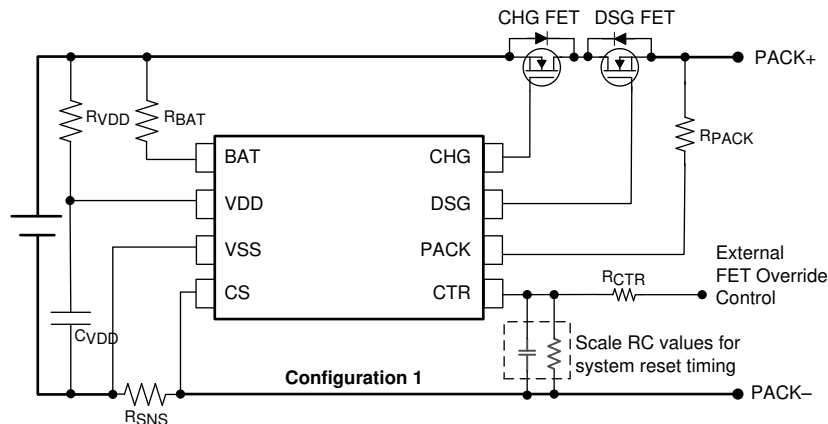 CHG FET DSG FET
PACK+
RVDD
RBAT
RPACK
BAT CHG
VDD DSG
VSS PACK
CS CTR
RCTR
External
FET Override
Control
CVDD
Scale RC values for
system reset timing
Configuration 1
PACK–
RSNS